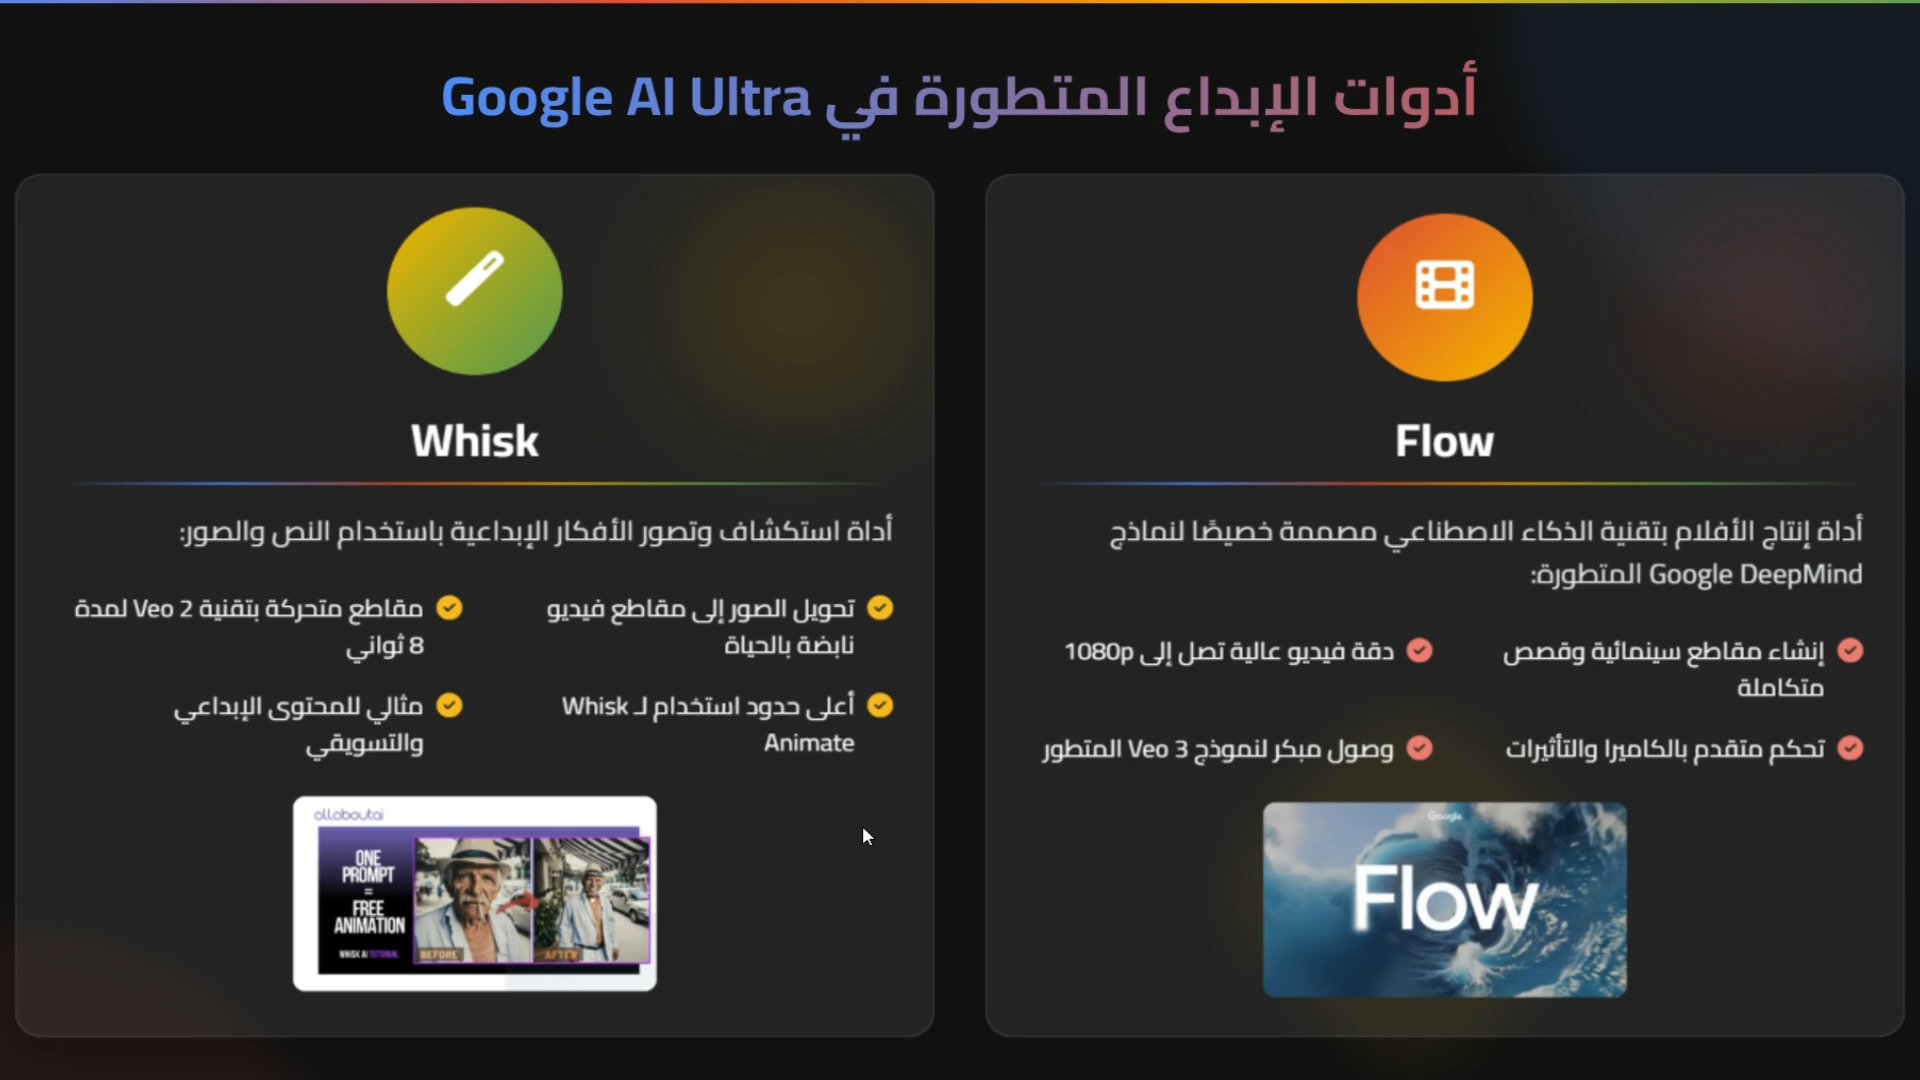 أدوات الإبداع المتطورة في Google AI Ultra
Flow
أداة إنتاج الأفلام بتقنية الذكاء الاصطناعي مصممة خصيصًا لنماذج
Google DeepMind المتطورة:
إنشاء مقاطع سينمائية وقصص
متكاملة
دقة فيديو عالية تصل إلى 1080p
تحكم متقدم بالكاميرا والتأثيرات
وصول مبكر لنموذج Veo 3 المتطور
Google
Flow
Whisk
أداة استكشاف وتصور الأفكار الإبداعية باستخدام النص والصور:
تحويل الصور إلى مقاطع فيديو
نابضة بالحياة
مقاطع متحركة بتقنية Veo 2 لمدة
8 ثواني
أعلى حدود استخدام لـ Whisk
Animate
مثالي للمحتوى الإبداعي
والتسويقي
allaboutai
ONE
PROMPT
=
FREE
ANIMATION
WHISK AI TUTORIAL
BEFORE
AFTER